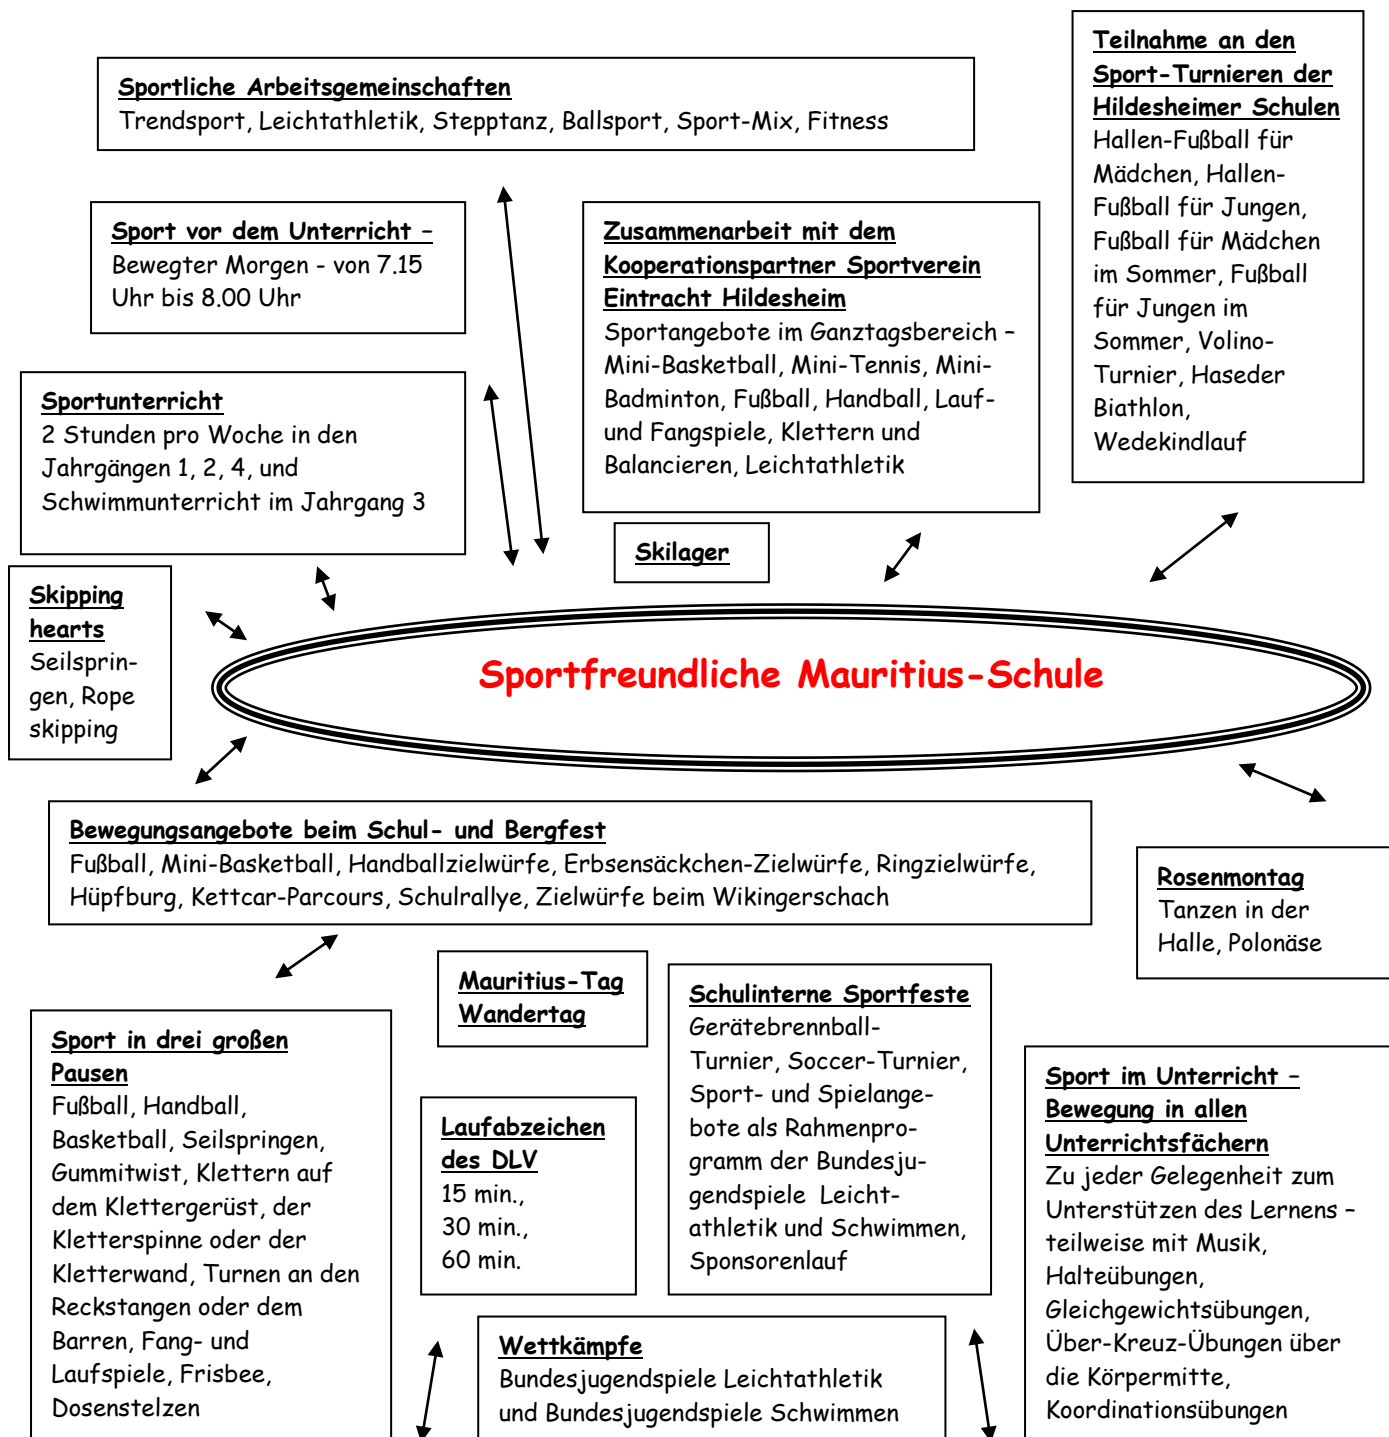 Sportliche Arbeitsgemeinschaften
Trendsport, Leichtathletik, Stepptanz, Ballsport, Sport-Mix, Fitness
Teilnahme an den
Sport-Turnieren der
Hildesheimer Schulen
Hallen-Fußball für
Mädchen, Hallen-
Fußball für Jungen,
Fußball für Mädchen
im Sommer, Fußball
für Jungen im
Sommer, Volino-
Turnier, Haseder
Biathlon,
Wedekindlauf
Sport vor dem Unterricht –
Bewegter Morgen - von 7.15
Uhr bis 8.00 Uhr
Zusammenarbeit mit dem
Kooperationspartner Sportverein
Eintracht Hildesheim
Sportangebote im Ganztagsbereich –
Mini-Basketball, Mini-Tennis, Mini-
Badminton, Fußball, Handball, Lauf-
und Fangspiele, Klettern und
Balancieren, Leichtathletik
Sportunterricht
2 Stunden pro Woche in den
Jahrgängen 1, 2, 4, und
Schwimmunterricht im Jahrgang 3
Skilager
Skipping
hearts
Seilsprin-
gen, Rope
skipping
Sportfreundliche Mauritius-Schule
Bewegungsangebote beim Schul- und Bergfest
Fußball, Mini-Basketball, Handballzielwürfe, Erbsensäckchen-Zielwürfe, Ringzielwürfe,
Hüpfburg, Kettcar-Parcours, Schulrallye, Zielwürfe beim Wikingerschach
Rosenmontag
Tanzen in der
Halle, Polonäse
Mauritius-Tag
Wandertag
Schulinterne Sportfeste
Gerätebrennball-
Turnier, Soccer-Turnier,
Sport- und Spielange-
bote als Rahmenpro-
gramm der Bundesju-
gendspiele  Leicht-
athletik und Schwimmen,
Sponsorenlauf
Sport in drei großen
Pausen
Fußball, Handball,
Basketball, Seilspringen,
Gummitwist, Klettern auf
dem Klettergerüst, der
Kletterspinne oder der
Kletterwand, Turnen an den
Reckstangen oder dem
Barren, Fang- und
Laufspiele, Frisbee,
Dosenstelzen
Laufabzeichen
des DLV
15 min.,
30 min.,
60 min.
Sport im Unterricht –
Bewegung in allen
Unterrichtsfächern
Zu jeder Gelegenheit zum
Unterstützen des Lernens –
teilweise mit Musik,
Halteübungen,
Gleichgewichtsübungen,
Über-Kreuz-Übungen über
die Körpermitte,
Koordinationsübungen
Wettkämpfe
Bundesjugendspiele Leichtathletik
und Bundesjugendspiele Schwimmen